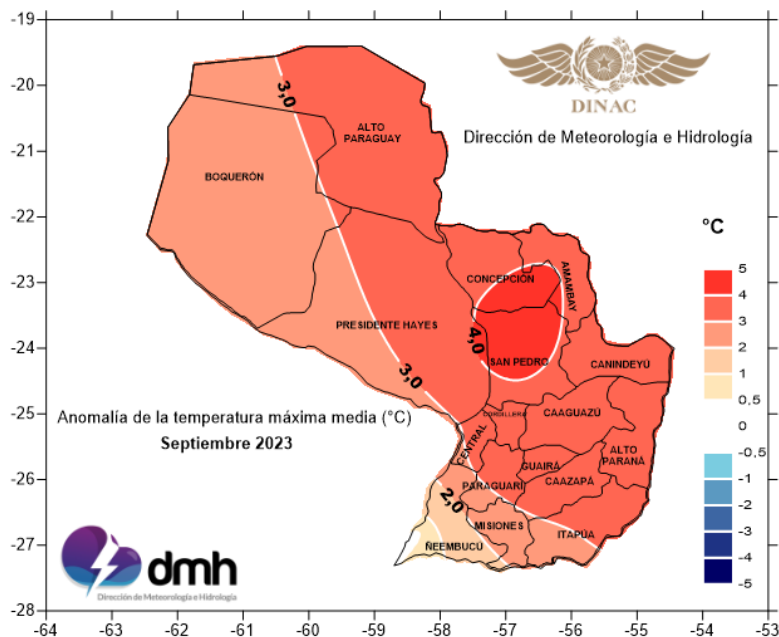 -19
-20
-21
-22
-23
-24
-25
-26
-27
-28
-64
-63
-62
-61
-60
-59
-58
-57
-56
-55
-54
-53
DINAC
Dirección de Meteorología e Hidrología
3,0
ALTO
PARAGUAY
BOQUERÓN
CONCEPCIÓN
AMAMBAY
PRESIDENTE HAYES
4,0
SAN PEDRO
CANINDEYÚ
3,0
CORDILLERA
CAAGUAZÚ
CENTRAL
ALTO
PARANÁ
GUAIRÁ
CAAZAPÁ
PARAGUARÍ
2,0
MISIONES
ITAPÚA
ÑEEMBUCÚ
Anomalía de la temperatura máxima media (°C)
Septiembre 2023
°C
5
4
3
2
1
0.5
0
-0.5
-1
-2
-3
-4
-5
dmh
Dirección de Meteorología e Hidrología